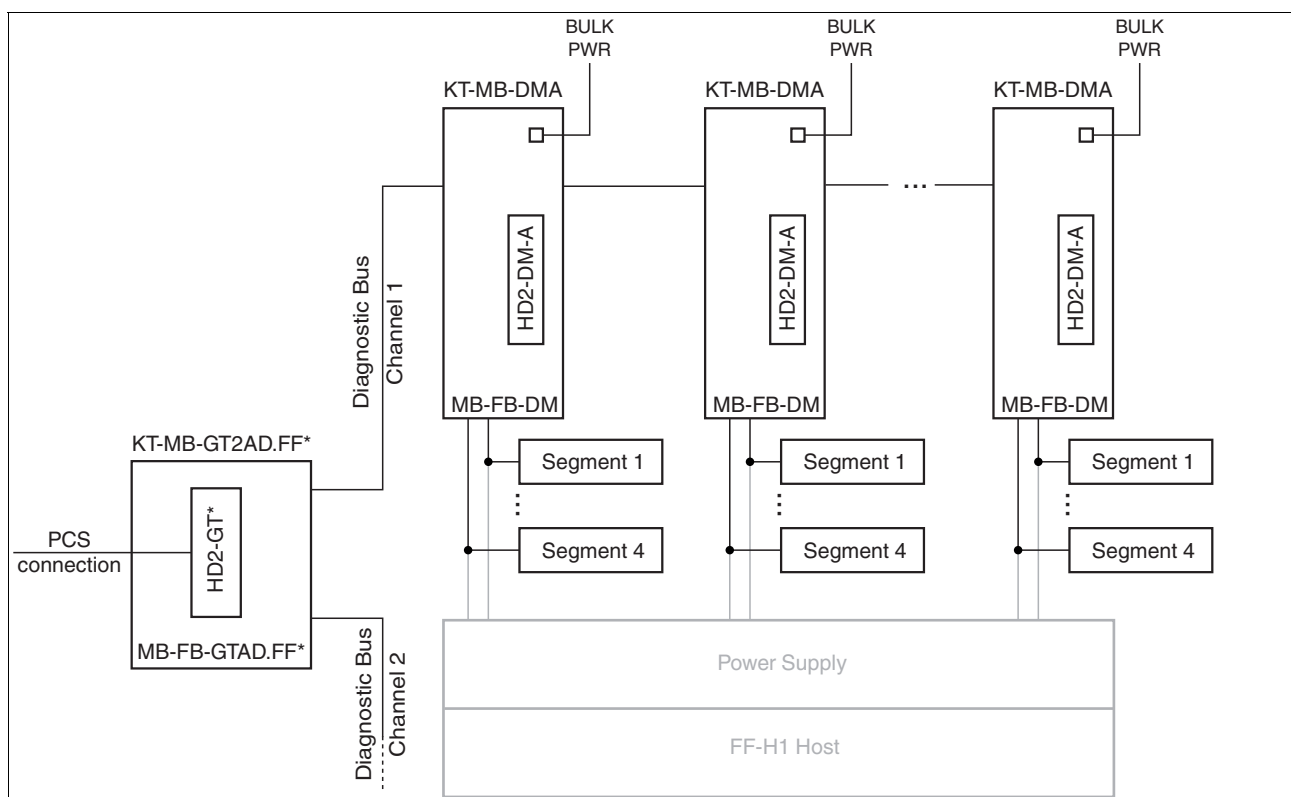 BULK
PWR
BULK
PWR
BULK
PWR
KT-MB-DMA
KT-MB-DMA
KT-MB-DMA
...
HD2-DM-A
HD2-DM-A
HD2-DM-A
Diagnostic Bus
Channel 1
MB-FB-DM
MB-FB-DM
MB-FB-DM
KT-MB-GT2AD.FF*
Segment 1
Segment 1
Segment 1
...
...
...
HD2-GT*
PCS
connection
Segment 4
Segment 4
Segment 4
MB-FB-GTAD.FF*
Diagnostic Bus
Channel 2
Power Supply
FF-H1 Host